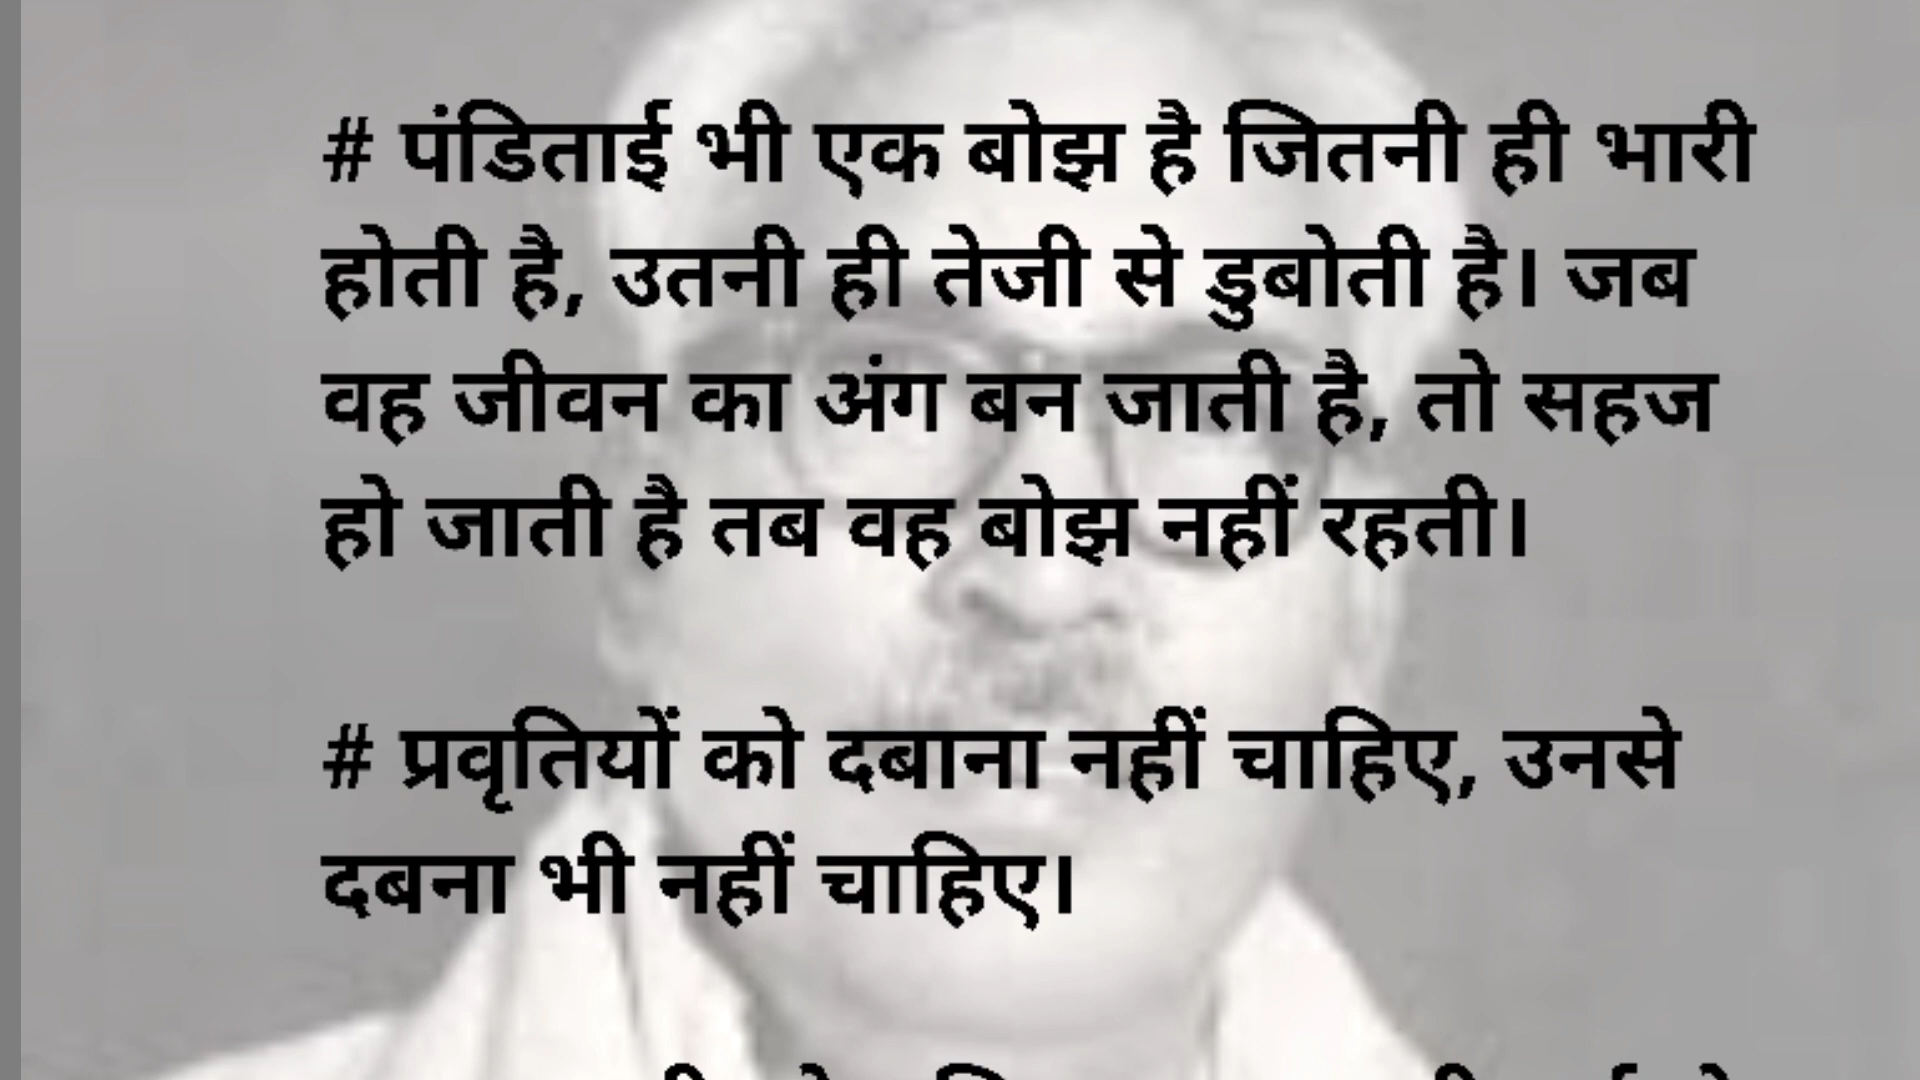 # पंडिताई भी एक बोझ है जितनी ही भारी
होती है, उतनी ही तेजी से डुबोती है। जब
वह जीवन का अंग बन जाती है, तो सहज
हो जाती है तब वह बोझ नहीं रहती।
# प्रवृतियों को दबाना नहीं चाहिए, उनसे
दबना भी नहीं चाहिए।